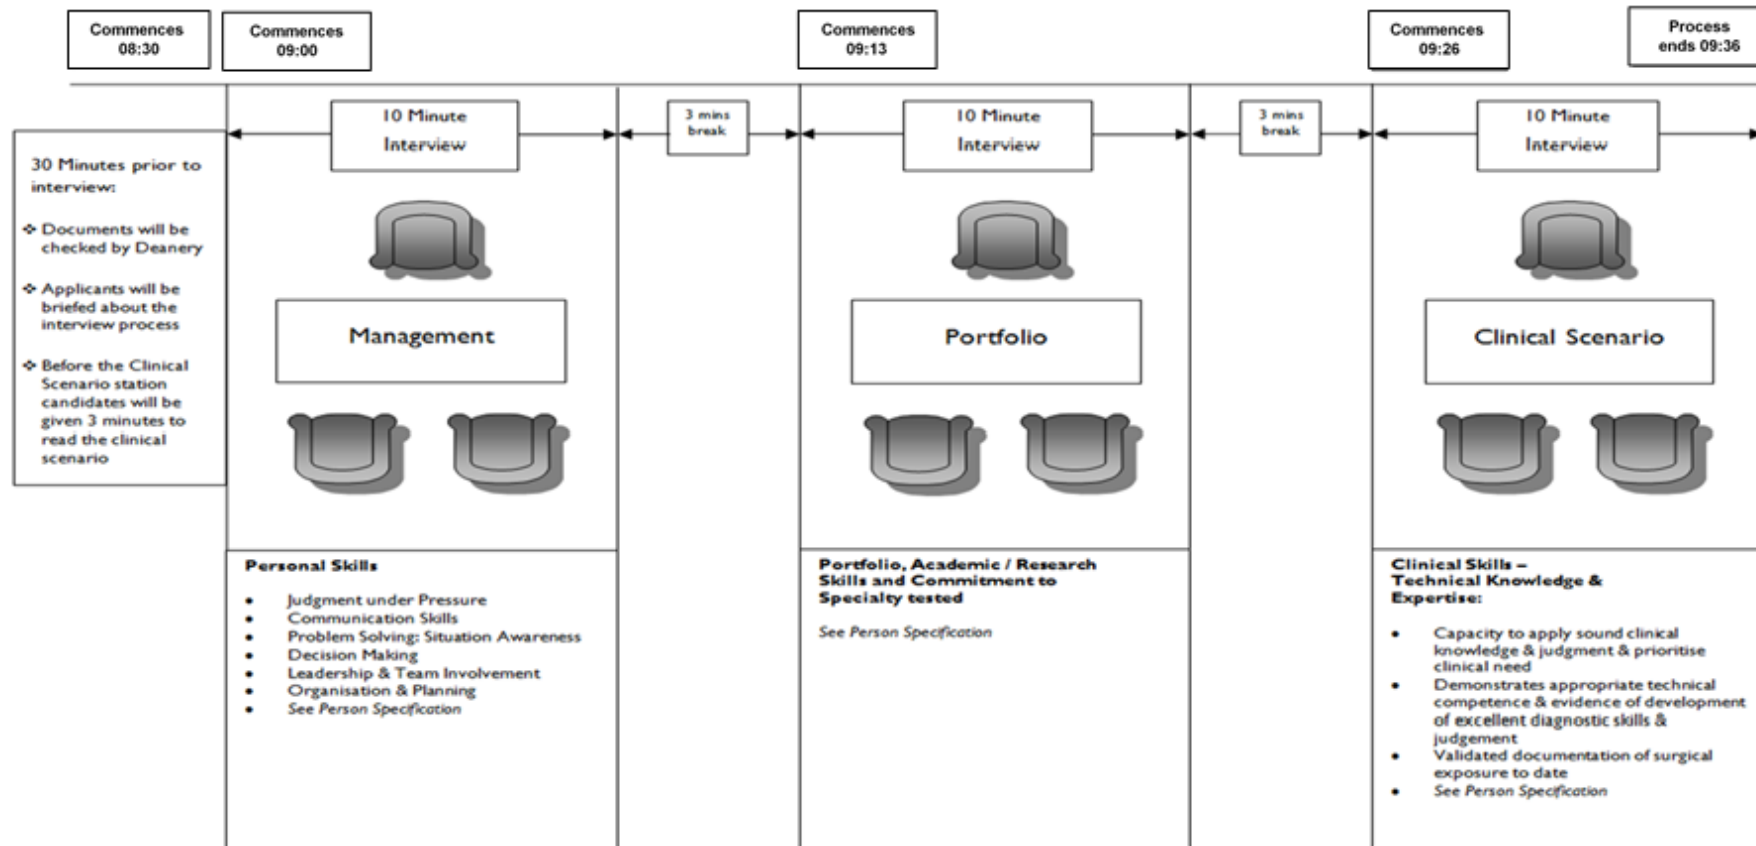 Commences
08:30
Commences
09:00
Commences
09:13
Commences
09:26
Process
ends 09:36
30 Minutes prior to
interview:
❖ Documents will be
checked by Deanery
❖ Applicants will be
briefed about the
interview process
❖ Before the Clinical
Scenario station
candidates will be
given 3 minutes to
read the clinical
scenario
10 Minute
Interview
3 mins
break
10 Minute
Interview
3 mins
break
10 Minute
Interview
Management
Portfolio
Clinical Scenario
Personal Skills
• Judgment under Pressure
• Communication Skills
• Problem Solving: Situation Awareness
• Decision Making
• Leadership & Team Involvement
• Organisation & Planning
• See Person Specification
Portfolio, Academic / Research
Skills and Commitment to
Specialty tested
See Person Specification
Clinical Skills –
Technical Knowledge &
Expertise:
• Capacity to apply sound clinical
knowledge & judgment & prioritise
clinical need
• Demonstrates appropriate technical
competence & evidence of development
of excellent diagnostic skills &
judgement
• Validated documentation of surgical
exposure to date
• See Person Specification